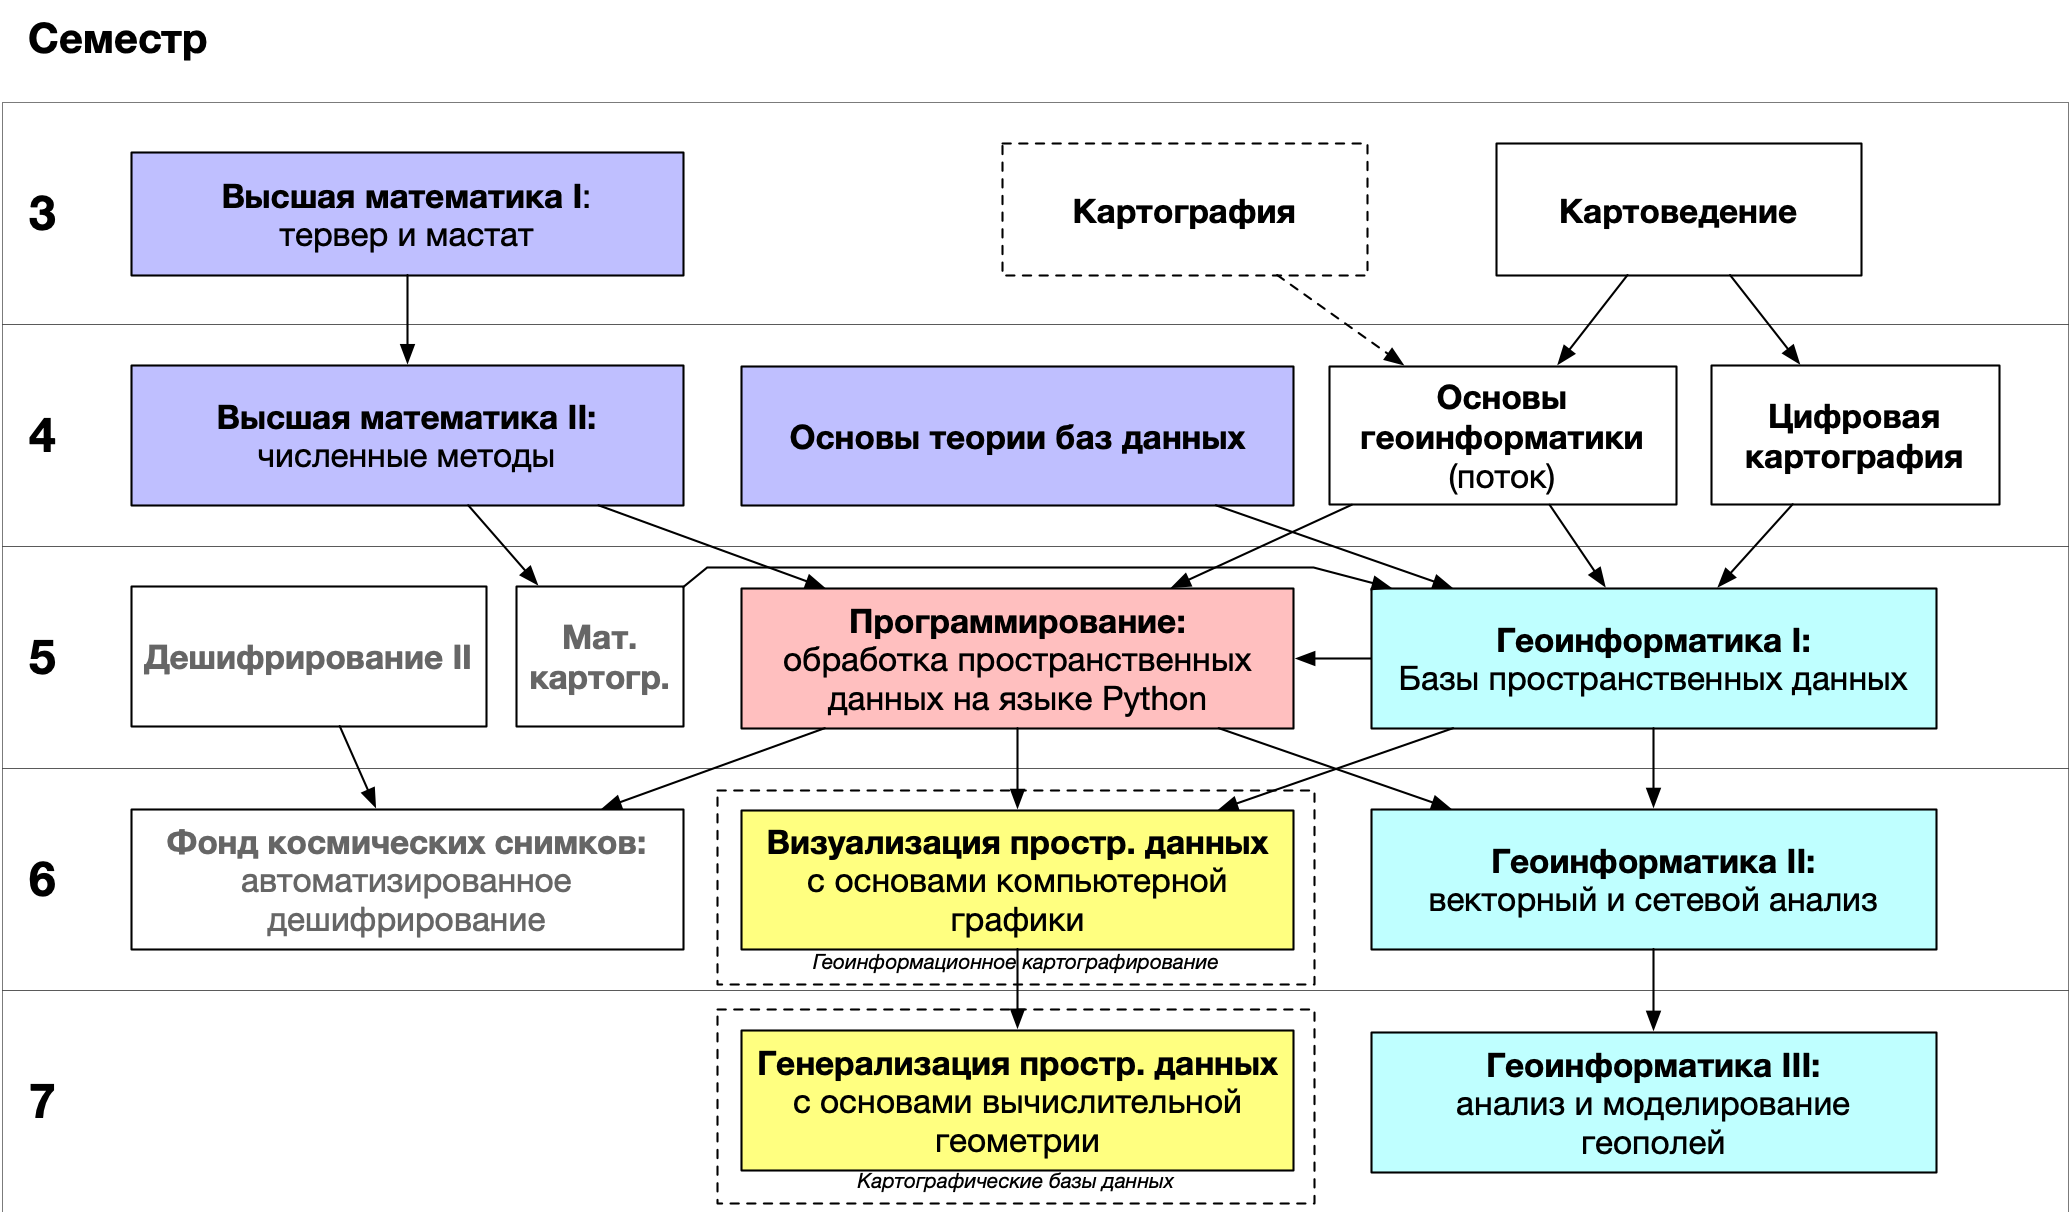 Семестр
3
Высшая математика I:
тервер и мастат
Картография
Картоведение
4
Высшая математика II:
численные методы
Основы теории баз данных
Основы
геоинформатики
(поток)
Цифровая
картография
5
Дешифрирование II
Мат.
картогр.
Программирование:
обработка пространственных
данных на языке Python
Геоинформатика I:
Базы пространственных данных
6
Фонд космических снимков:
автоматизированное
дешифрирование
Визуализация простр. данных
с основами компьютерной
графики
Геоинформационное картографирование
Геоинформатика II:
векторный и сетевой анализ
7
Генерализация простр. данных
с основами вычислительной
геометрии
Картографические базы данных
Геоинформатика III:
анализ и моделирование
геополей